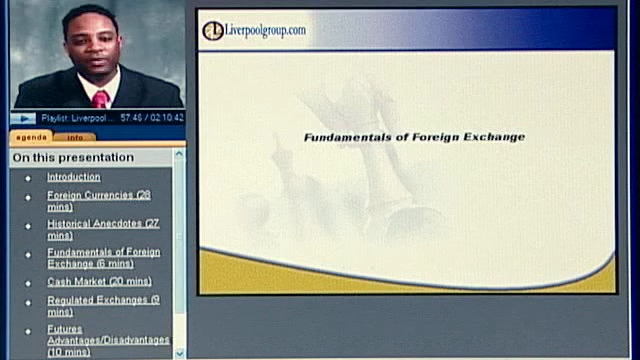 Liverpoolgroup.com
Fundamentals of Foreign Exchange
Playlist: Liverpool ... 57:46 / 02:10:42
agenda
info
On this presentation
Introduction
Foreign Currencies (28
mins)
Historical Anecdotes (27
mins)
Fundamentals of Foreign
Exchange (6 mins)
Cash Market (20 mins)
Regulated Exchanges (9
mins)
Futures
Advantages/Disadvantages
(10 mins)